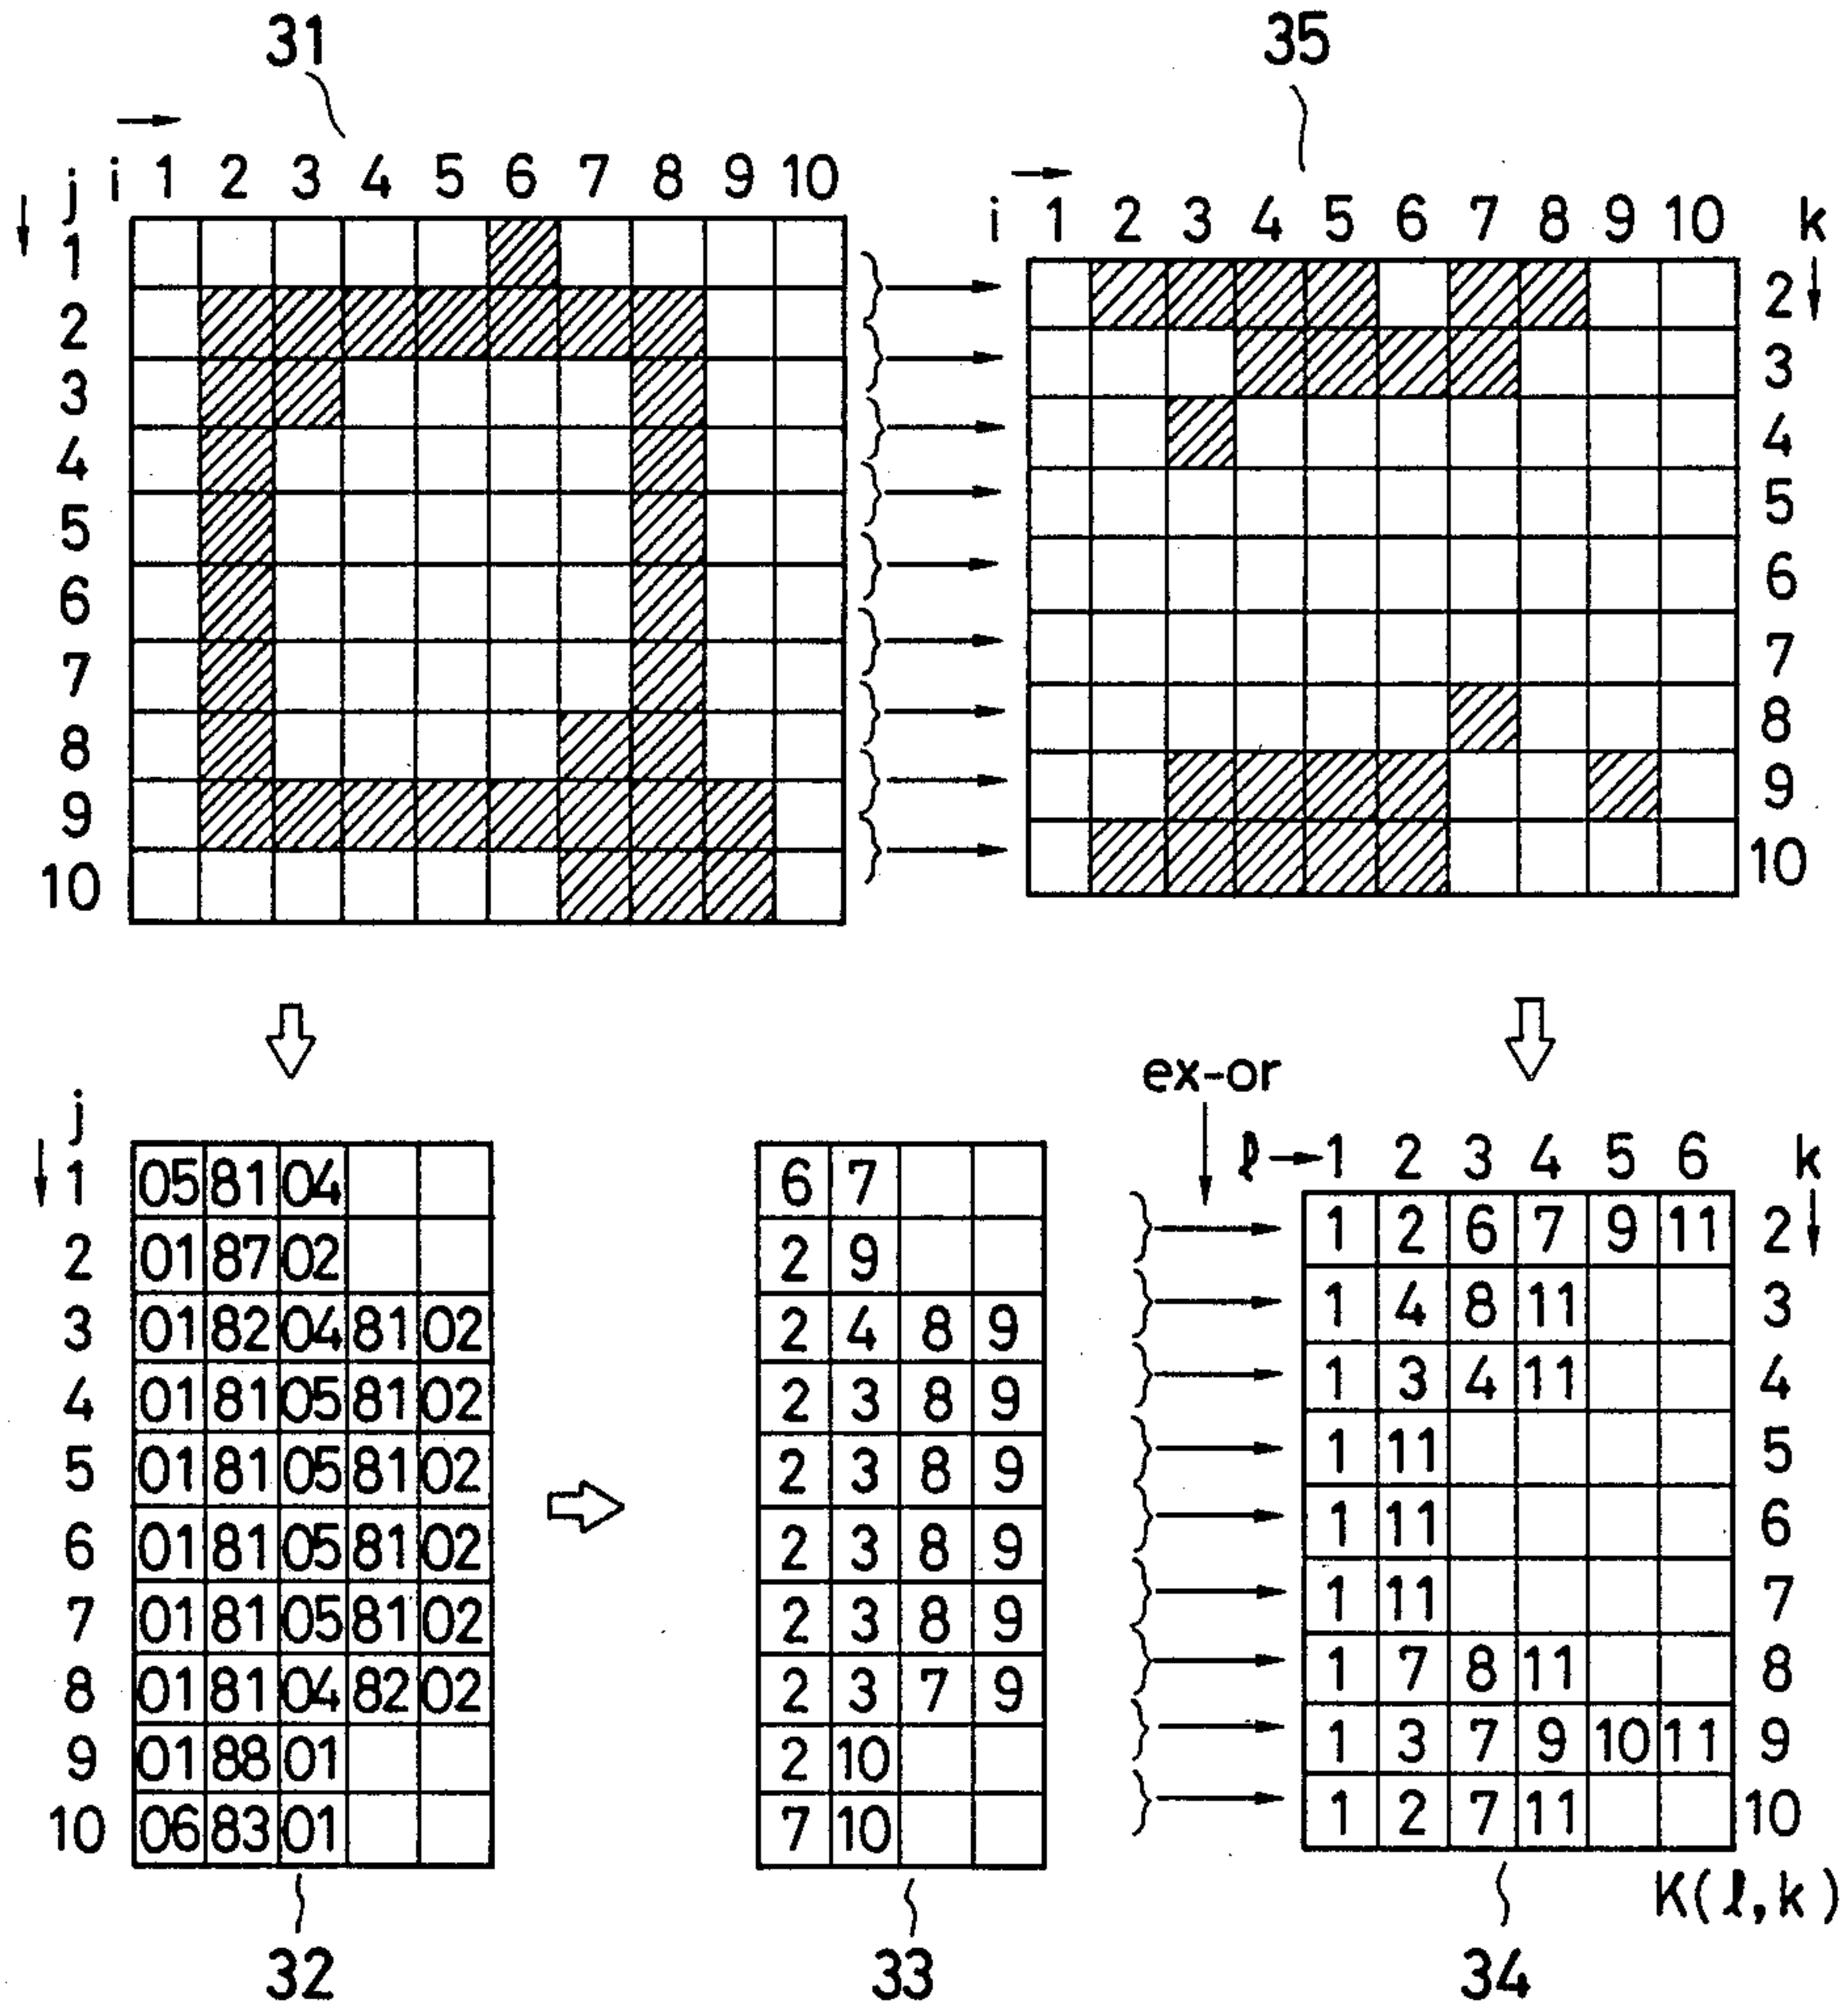 31
35
i 1 2 3 4 5 6 7 8 9 10
j
1
2
3
4
5
6
7
8
9
10
i 1 2 3 4 5 6 7 8 9 10 k
2
3
4
5
6
7
8
9
10
j
1 05 81 04
2 01 87 02
3 01 82 04 81 02
4 01 81 05 81 02
5 01 81 05 81 02
6 01 81 05 81 02
7 01 81 05 81 02
8 01 81 04 82 02
9 01 88 01
10 06 83 01
32
6 7
2 9
2 4 8 9
2 3 8 9
2 3 8 9
2 3 8 9
2 3 8 9
2 3 7 9
2 10
7 10
33
ex-or
ℓ 1 2 3 4 5 6 k
1 2 6 7 9 11 2
1 4 8 11 3
1 3 4 11 4
1 11 5
1 11 6
1 11 7
1 7 8 11 8
1 3 7 9 10 11 9
1 2 7 11 10
K(ℓ,k)
34